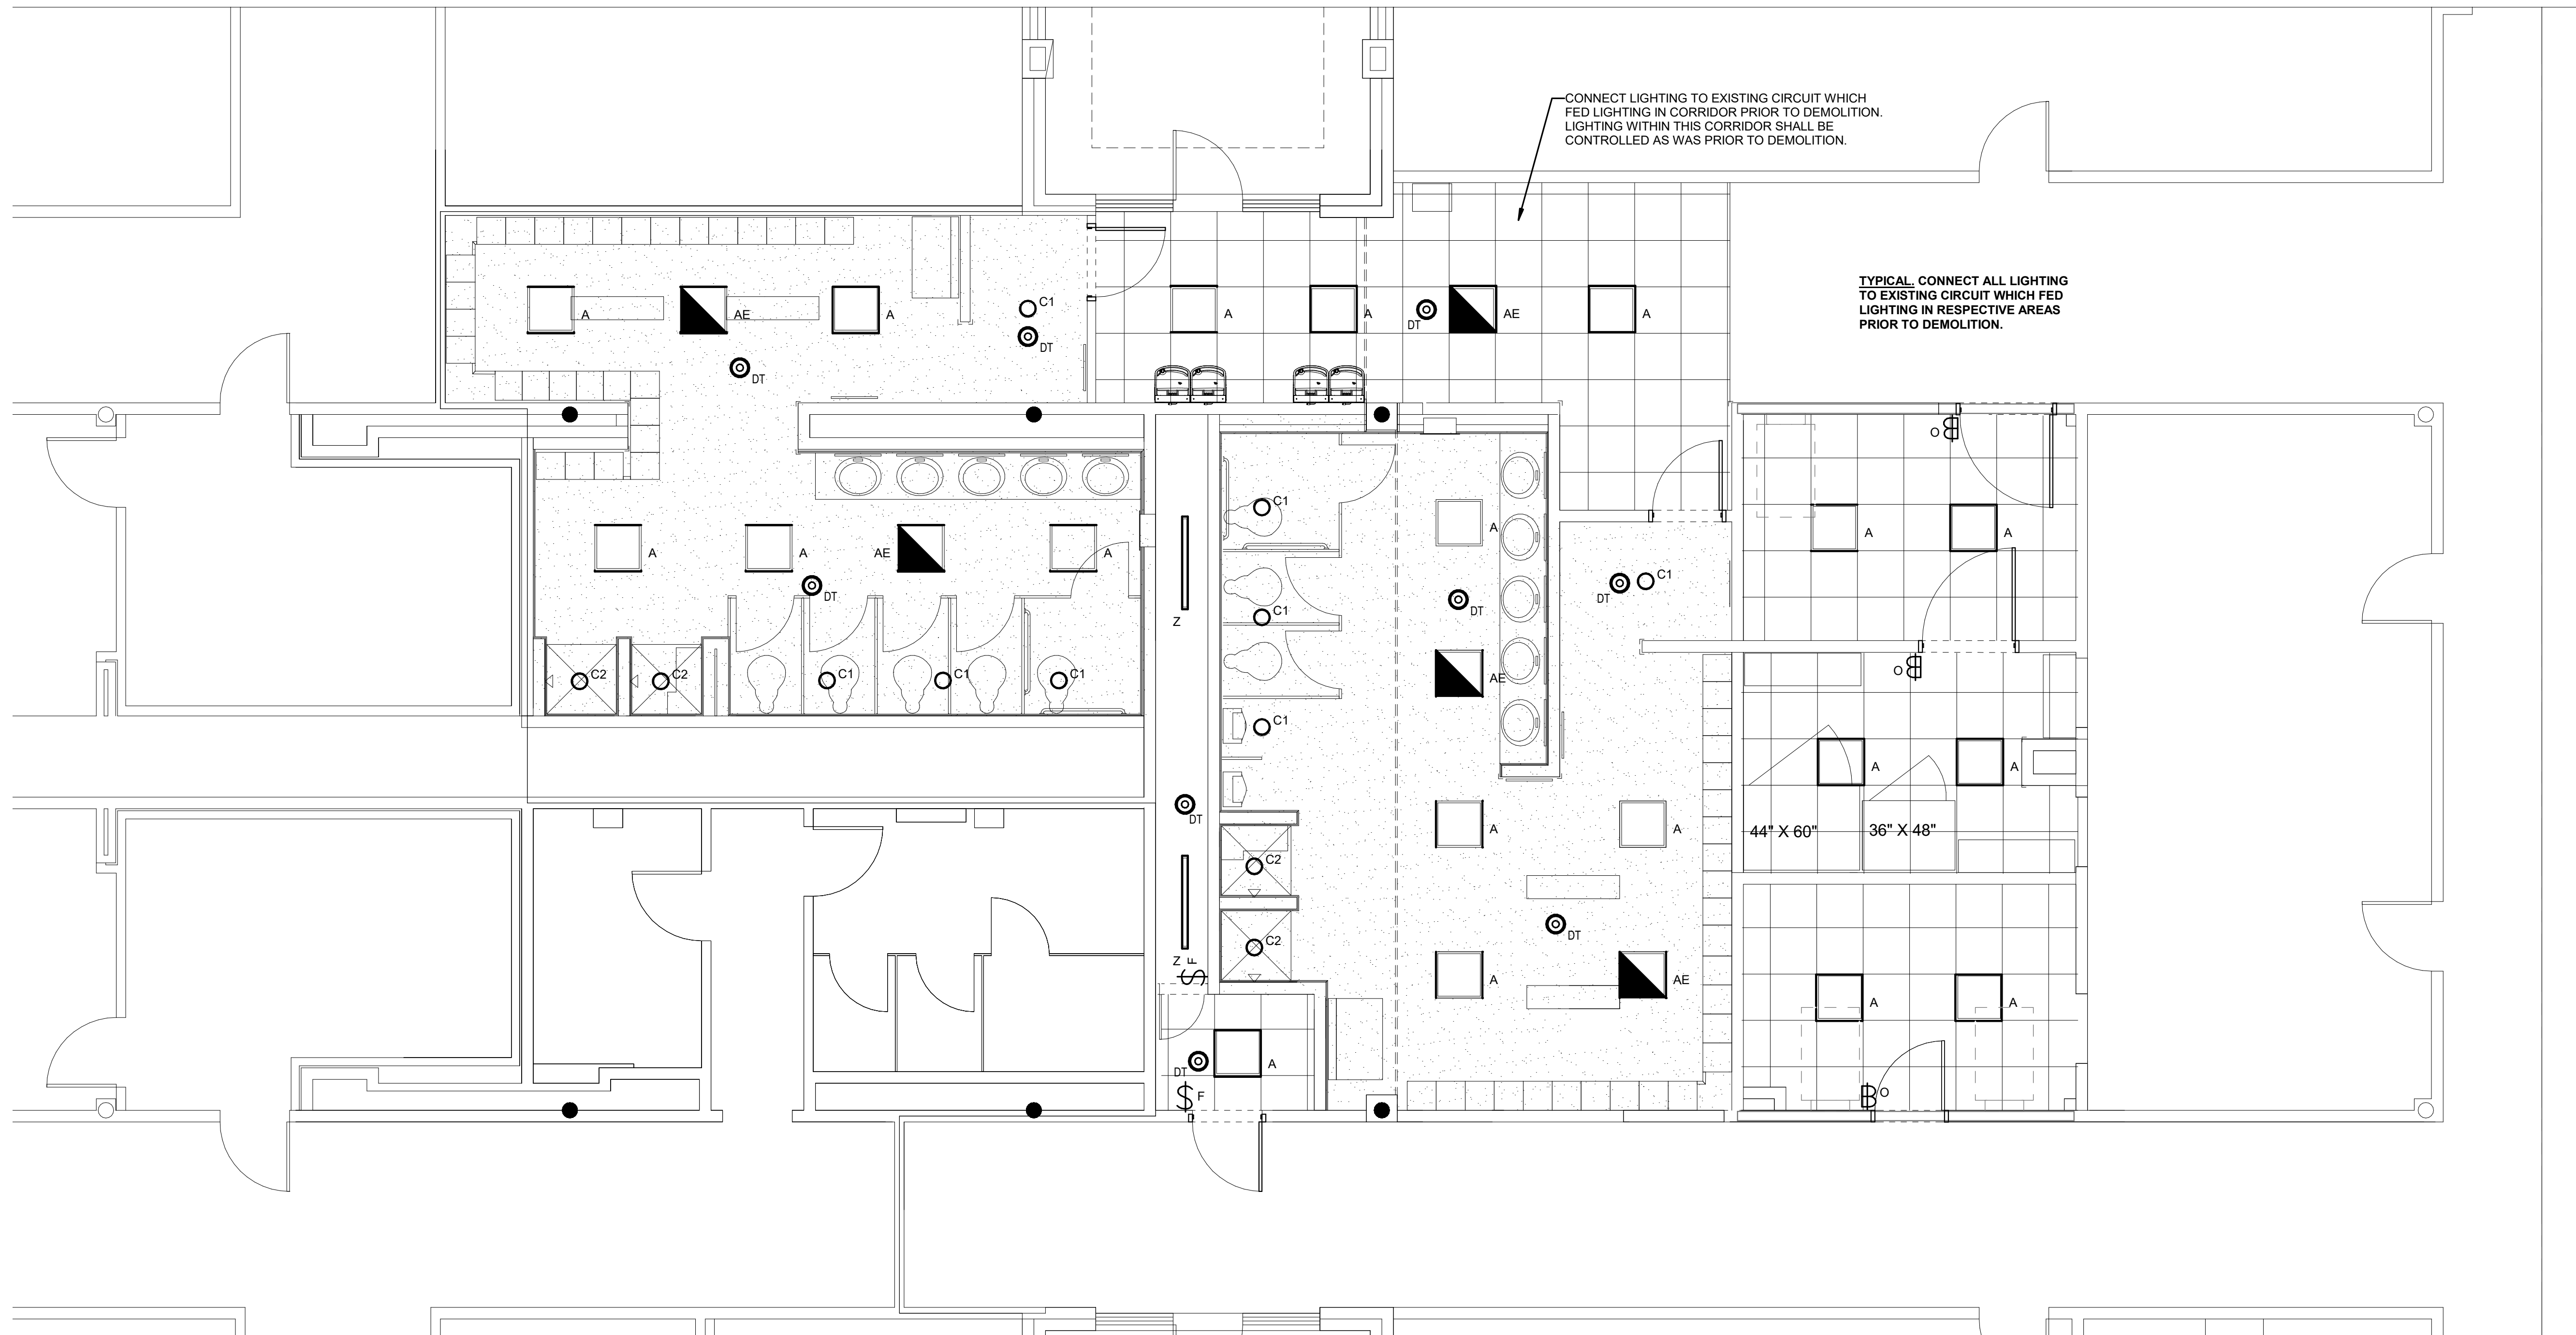 CONNECT LIGHTING TO EXISTING CIRCUIT WHICH
FED LIGHTING IN CORRIDOR PRIOR TO DEMOLITION.
LIGHTING WITHIN THIS CORRIDOR SHALL BE
CONTROLLED AS WAS PRIOR TO DEMOLITION.
TYPICAL. CONNECT ALL LIGHTING
TO EXISTING CIRCUIT WHICH FED
LIGHTING IN RESPECTIVE AREAS
PRIOR TO DEMOLITION.
A
AE
A
C1
DT
DT
A
A
DT
AE
A
O
A
A
AE
A
DT
C2
C2
C1
C1
C1
Z
C1
C1
C1
A
DT
AE
DT
C1
A
A
O
A
A
44" X 60"
36" X 48"
DT
C2
C2
Z
$
F
A
A
DT
A
AE
A
A
DT
A
$
F
O